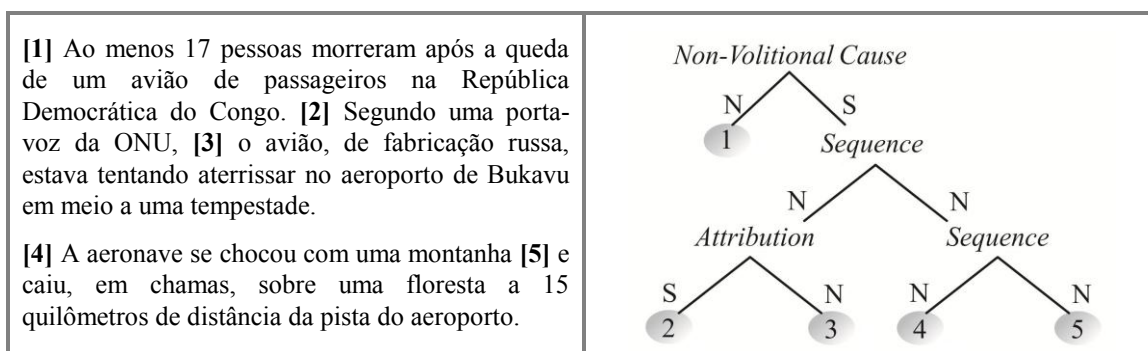 [1] Ao menos 17 pessoas morreram após a queda
de um avião de passageiros na República
Democrática do Congo. [2] Segundo uma porta-
voz da ONU, [3] o avião, de fabricação russa,
estava tentando aterrissar no aeroporto de Bukavu
em meio a uma tempestade.
[4] A aeronave se chocou com uma montanha [5] e
caiu, em chamas, sobre uma floresta a 15
quilômetros de distância da pista do aeroporto.
Non-Volitional Cause
N S
1 Sequence
N N
Attribution Sequence
S N N N
2 3 4 5